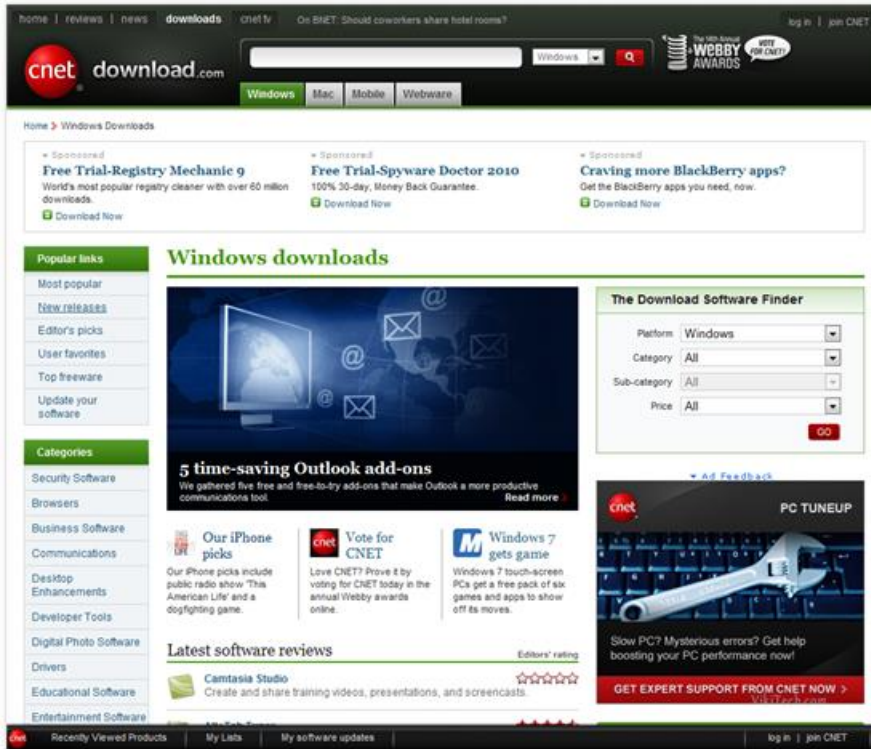 home | reviews | news downloads cnet tv On BNET: Should coworkers share hotel rooms? log in | join CNET
cnet download.com
Windows
The 14th Annual
WEBBY
AWARDS
VOTE
FOR CNET!
Windows Mac Mobile Webware
Home > Windows Downloads
Sponsored
Free Trial-Registry Mechanic 9
World's most popular registry cleaner with over 60 million
downloads.
Download Now
Sponsored
Free Trial-Spyware Doctor 2010
100% 30-day, Money Back Guarantee.
Download Now
Sponsored
Craving more BlackBerry apps?
Get the BlackBerry apps you need, now.
Download Now
Popular links
Most popular
New releases
Editor's picks
User favorites
Top freeware
Update your
software
Categories
Security Software
Browsers
Business Software
Communications
Desktop
Enhancements
Developer Tools
Digital Photo Software
Drivers
Educational Software
Entertainment Software
Windows downloads
5 time-saving Outlook add-ons
We gathered five free and free-to-try add-ons that make Outlook a more productive
communications tool.
Read more
Our iPhone
picks
Our iPhone picks include
public radio show 'This
American Life' and a
dogfighting game.
cnet
Vote for
CNET
Love CNET? Prove it by
voting for CNET today in the
annual Webby awards
online.
Windows 7
gets game
Windows 7 touch-screen
PCs get a free pack of six
games and apps to show
off its moves.
Latest software reviews Editors' rating
Camtasia Studio
Create and share training videos, presentations, and screencasts.
The Download Software Finder
Platform Windows
Category All
Sub-category All
Price All
GO
Ad Feedback
cnet PC TUNEUP
Slow PC? Mysterious errors? Get help
boosting your PC performance now!
GET EXPERT SUPPORT FROM CNET NOW >
VikiTech.com
cnet Recently Viewed Products | My Lists | My software updates | log in | join CNET